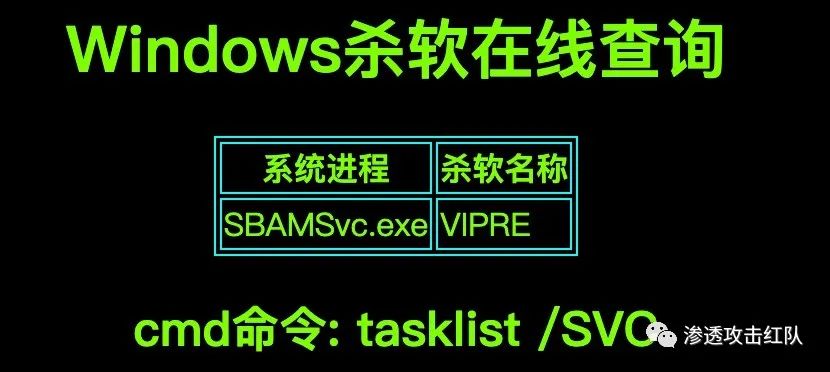 Windows杀软在线查询
系统进程 杀软名称
SBAMSvc.exe VIPRE
cmd命令: tasklist /SVC
渗透攻击红队